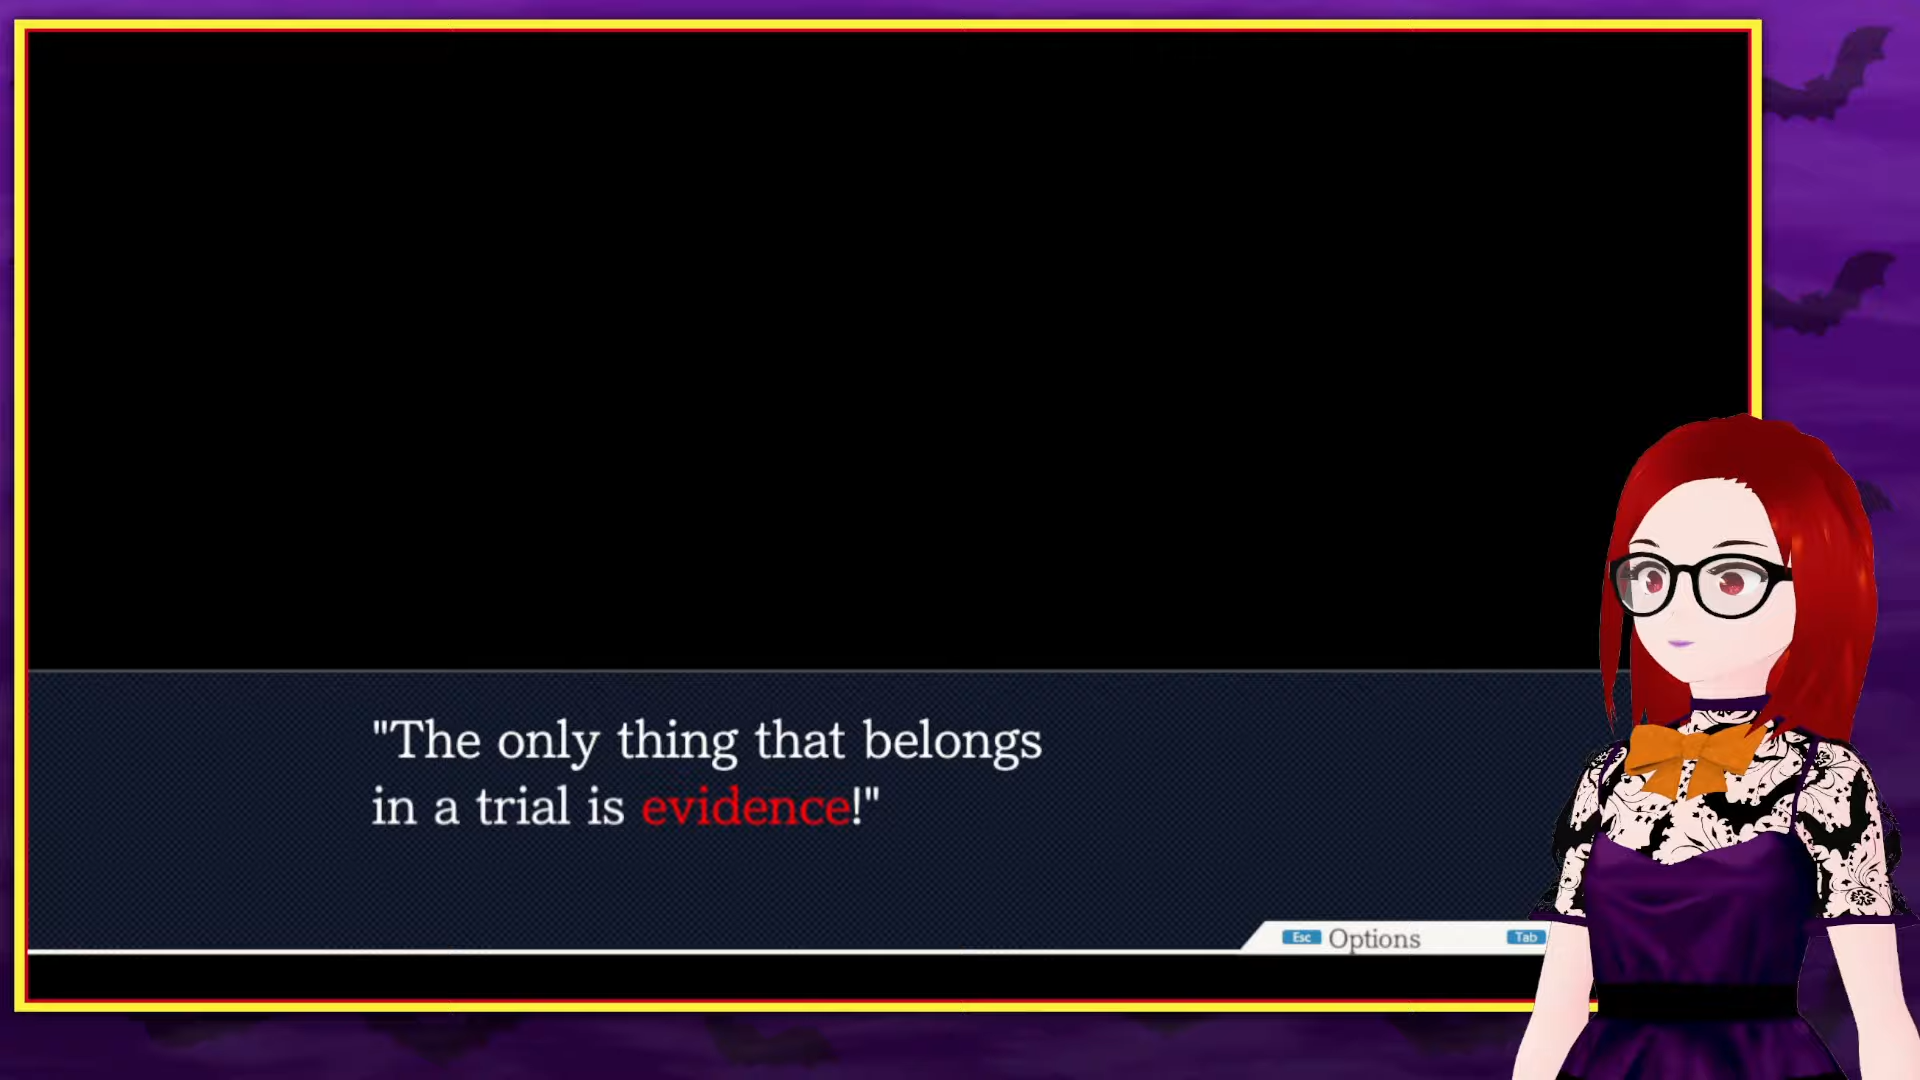 "The only thing that belongs
in a trial is evidence!"
Esc Options Tab